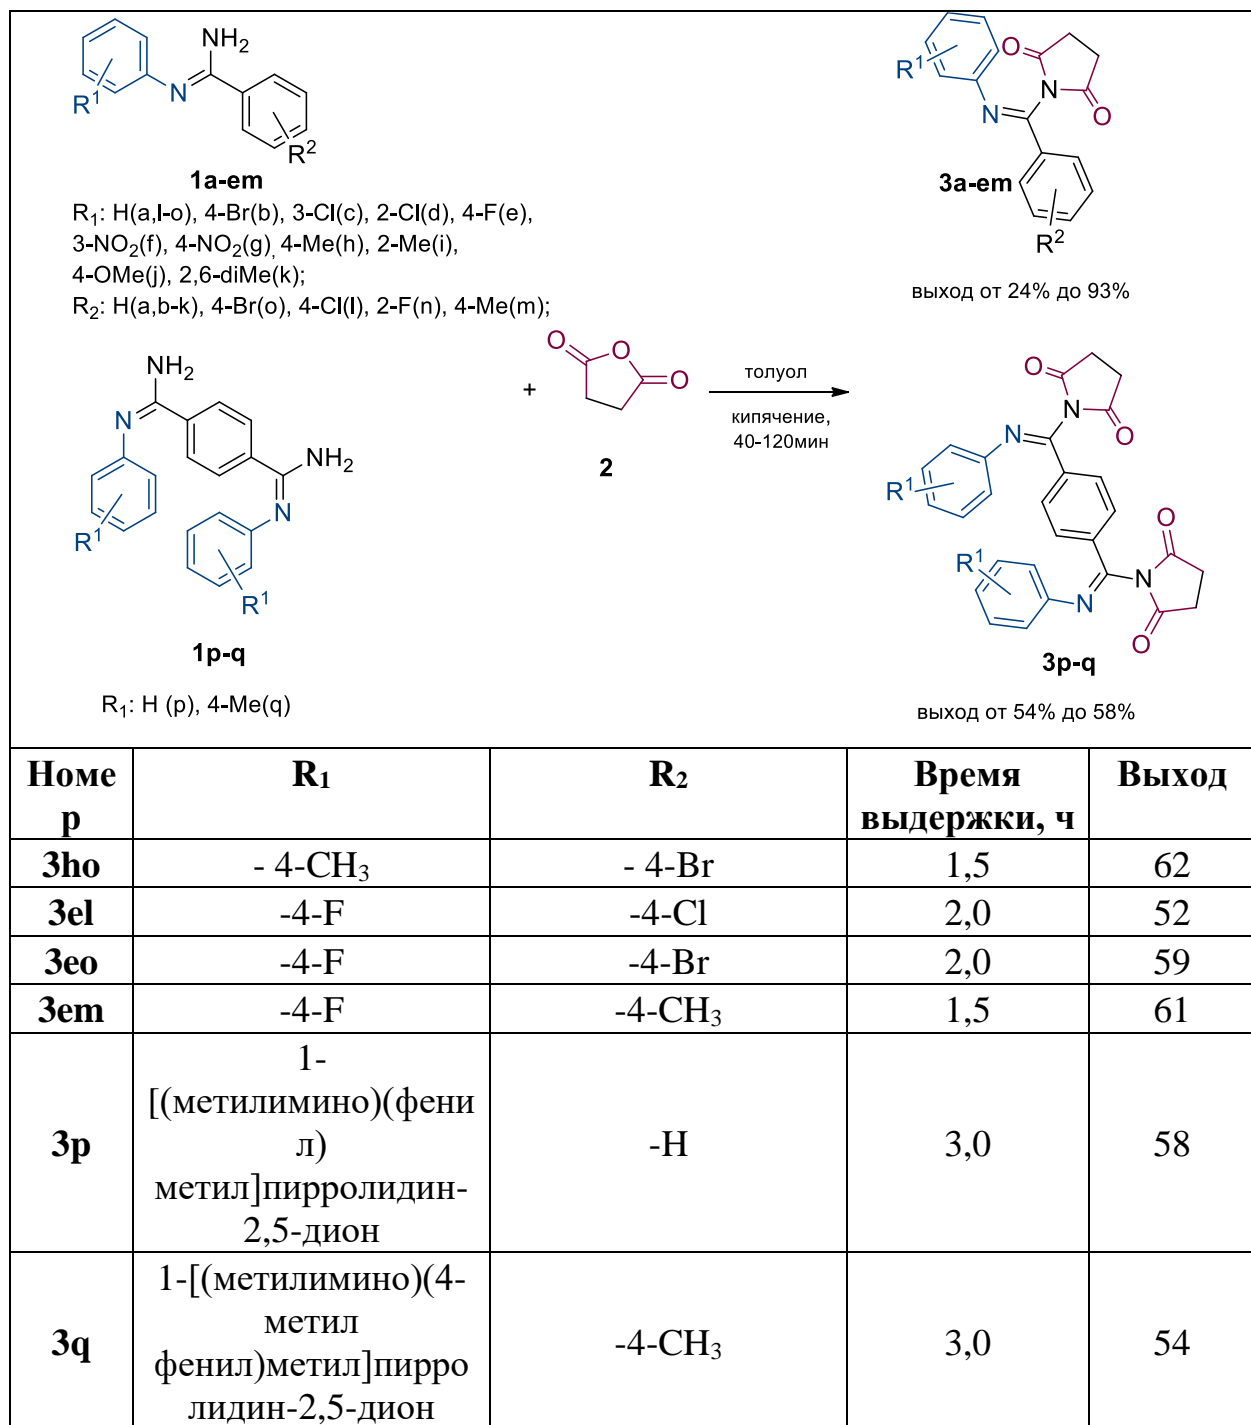 NH2
R1
N
R2
1a-em
R1: H(a,l-o), 4-Br(b), 3-Cl(c), 2-Cl(d), 4-F(e),
3-NO2(f), 4-NO2(g), 4-Me(h), 2-Me(i),
4-OMe(j), 2,6-diMe(k);
R2: H(a,b-k), 4-Br(o), 4-Cl(l), 2-F(n), 4-Me(m);
R1
O
N
O
N
3a-em
R2
выход от 24% до 93%
NH2
N
NH2
R1
N
R1
1p-q
R1: H (p), 4-Me(q)
+
O
O
O
2
толуол
кипячение,
40-120мин
O
N
O
N
R1
O
R1
N
N
O
3p-q
выход от 54% до 58%
Номе
р
R1
R2
Время
выдержки, ч
Выход
3ho
- 4-CH3
- 4-Br
1,5
62
3el
-4-F
-4-Cl
2,0
52
3eo
-4-F
-4-Br
2,0
59
3em
-4-F
-4-CH3
1,5
61
3p
1-
[(метилимино)(фени
л)
метил]пирролидин-
2,5-дион
-H
3,0
58
3q
1-[(метилимино)(4-
метил
фенил)метил]пирро
лидин-2,5-дион
-4-CH3
3,0
54